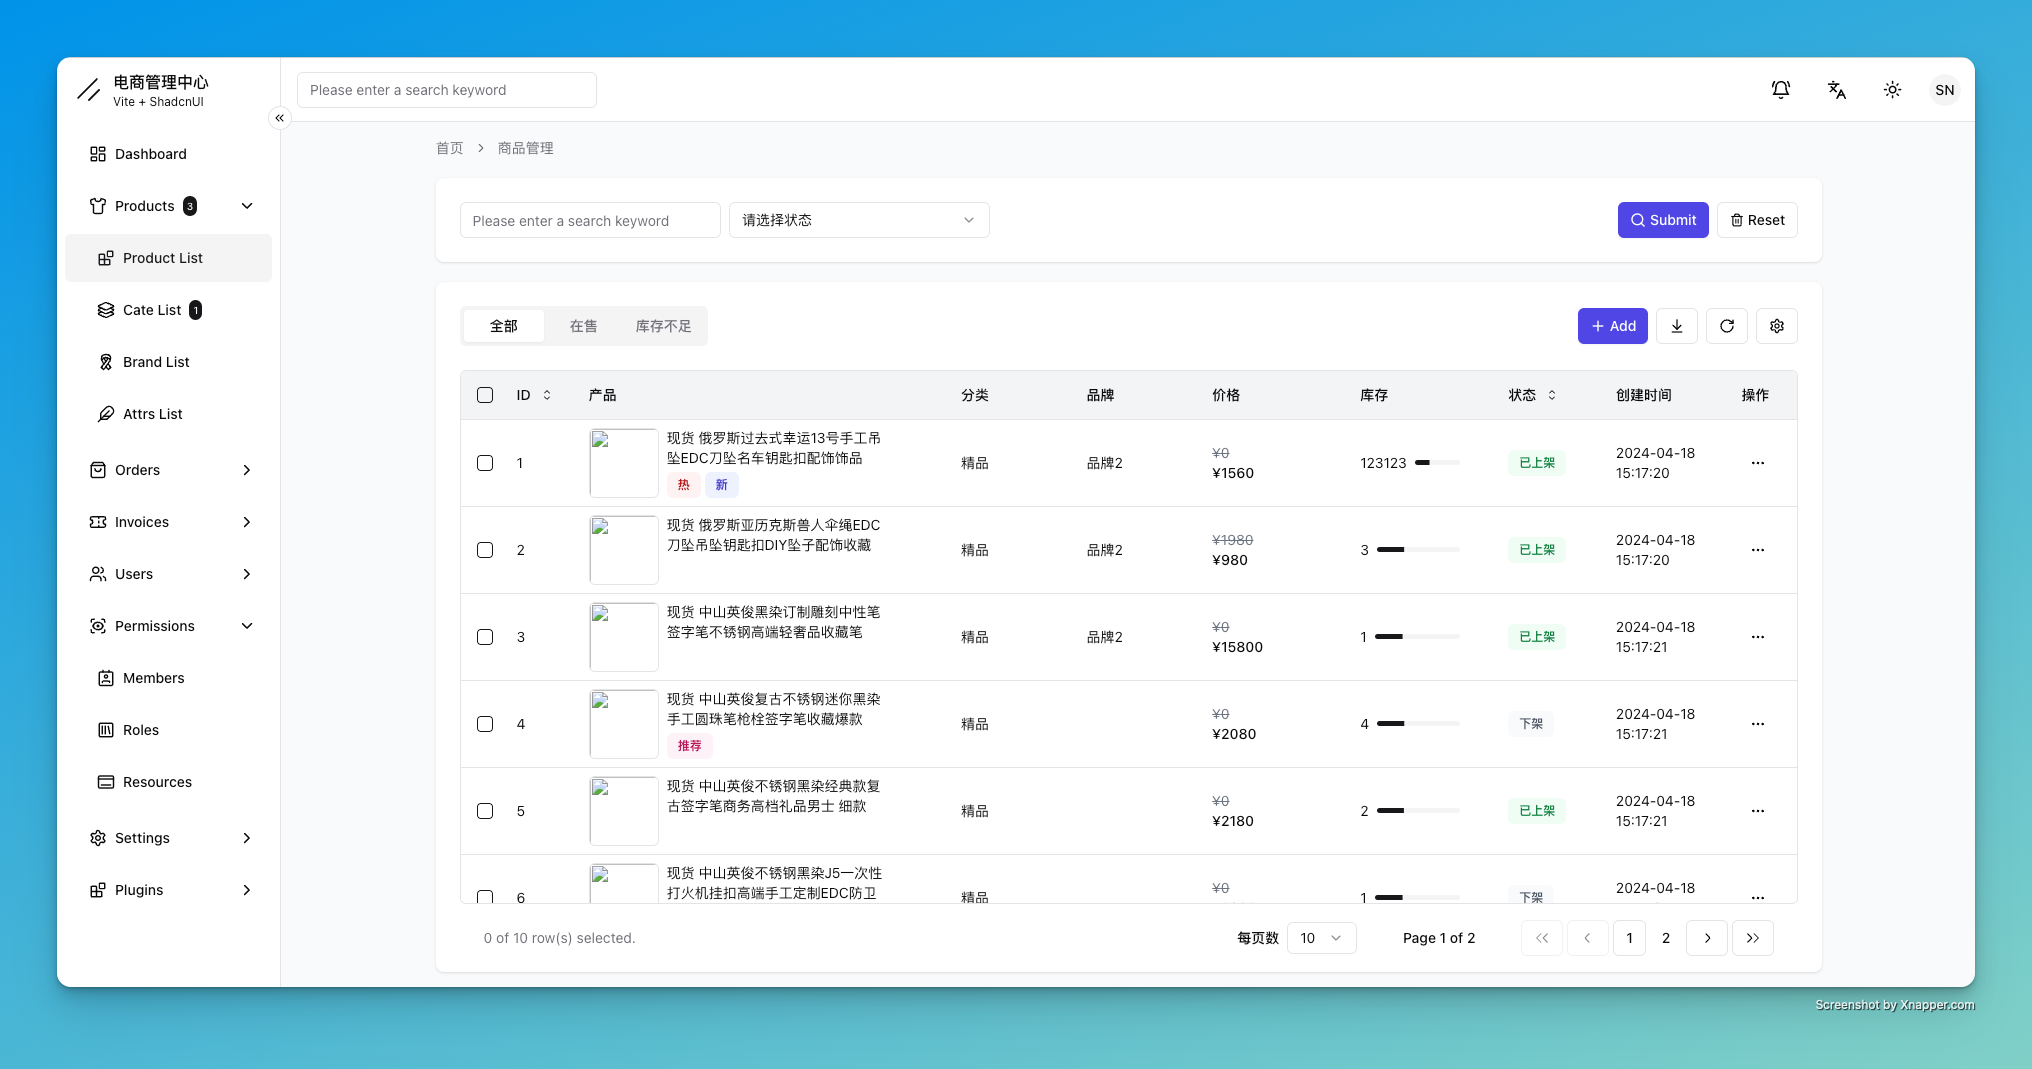 电商管理中心
Vite + ShadcnUI
Please enter a search keyword
SN
Dashboard
Products 3
Product List
Cate List 1
Brand List
Attrs List
Orders
Invoices
Users
Permissions
Members
Roles
Resources
Settings
Plugins
首页 商品管理
Please enter a search keyword
请选择状态
Submit
Reset
全部 在售 库存不足
Add
ID 产品 分类 品牌 价格 库存 状态 创建时间 操作
1
现货 俄罗斯过去式幸运13号手工吊
坠EDC刀坠名车钥匙扣配饰饰品
热 新
精品
品牌2
¥0
¥1560
123123
已上架
2024-04-18
15:17:20
2
现货 俄罗斯亚历克斯兽人伞绳EDC
刀坠吊坠钥匙扣DIY坠子配饰收藏
精品
品牌2
¥1980
¥980
3
已上架
2024-04-18
15:17:20
3
现货 中山英俊黑染订制雕刻中性笔
签字笔不锈钢高端轻奢品收藏笔
精品
品牌2
¥0
¥15800
1
已上架
2024-04-18
15:17:21
4
现货 中山英俊复古不锈钢迷你黑染
手工圆珠笔枪栓签字笔收藏爆款
推荐
精品
¥0
¥2080
4
下架
2024-04-18
15:17:21
5
现货 中山英俊不锈钢黑染经典款复
古签字笔商务高档礼品男士 细款
精品
¥0
¥2180
2
已上架
2024-04-18
15:17:21
6
现货 中山英俊不锈钢黑染J5一次性
打火机挂扣高端手工定制EDC防卫
精品
¥0
1
下架
2024-04-18
0 of 10 row(s) selected.
每页数 10
Page 1 of 2
1 2
Screenshot by Xnapper.com